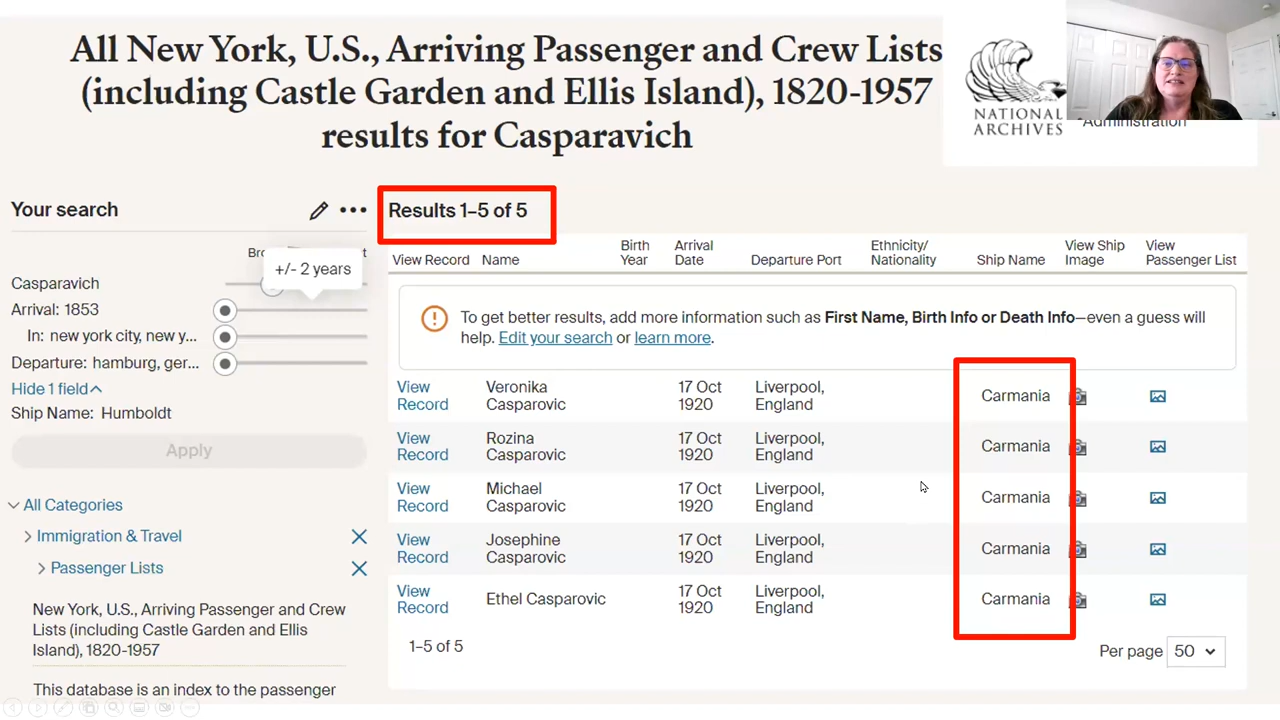 All New York, U.S., Arriving Passenger and Crew Lists
(including Castle Garden and Ellis Island), 1820-1957
results for Casparavich
NATIONAL
ARCHIVES
Administration
Your search
Results 1–5 of 5
+/- 2 years
Casparavich
Arrival: 1853
In: new york city, new y...
Departure: hamburg, ger...
Hide 1 field
Ship Name: Humboldt
Apply
All Categories
Immigration & Travel
Passenger Lists
New York, U.S., Arriving Passenger and Crew
Lists (including Castle Garden and Ellis
Island), 1820-1957
This database is an index to the passenger
View Record Name Birth Year Arrival Date Departure Port Ethnicity/ Nationality Ship Name View Ship Image View Passenger List
To get better results, add more information such as First Name, Birth Info or Death Info—even a guess will
help. Edit your search or learn more.
View Record Veronika Casparovic 17 Oct 1920 Liverpool, England Carmania
View Record Rozina Casparovic 17 Oct 1920 Liverpool, England Carmania
View Record Michael Casparovic 17 Oct 1920 Liverpool, England Carmania
View Record Josephine Casparovic 17 Oct 1920 Liverpool, England Carmania
View Record Ethel Casparovic 17 Oct 1920 Liverpool, England Carmania
1–5 of 5
Per page 50